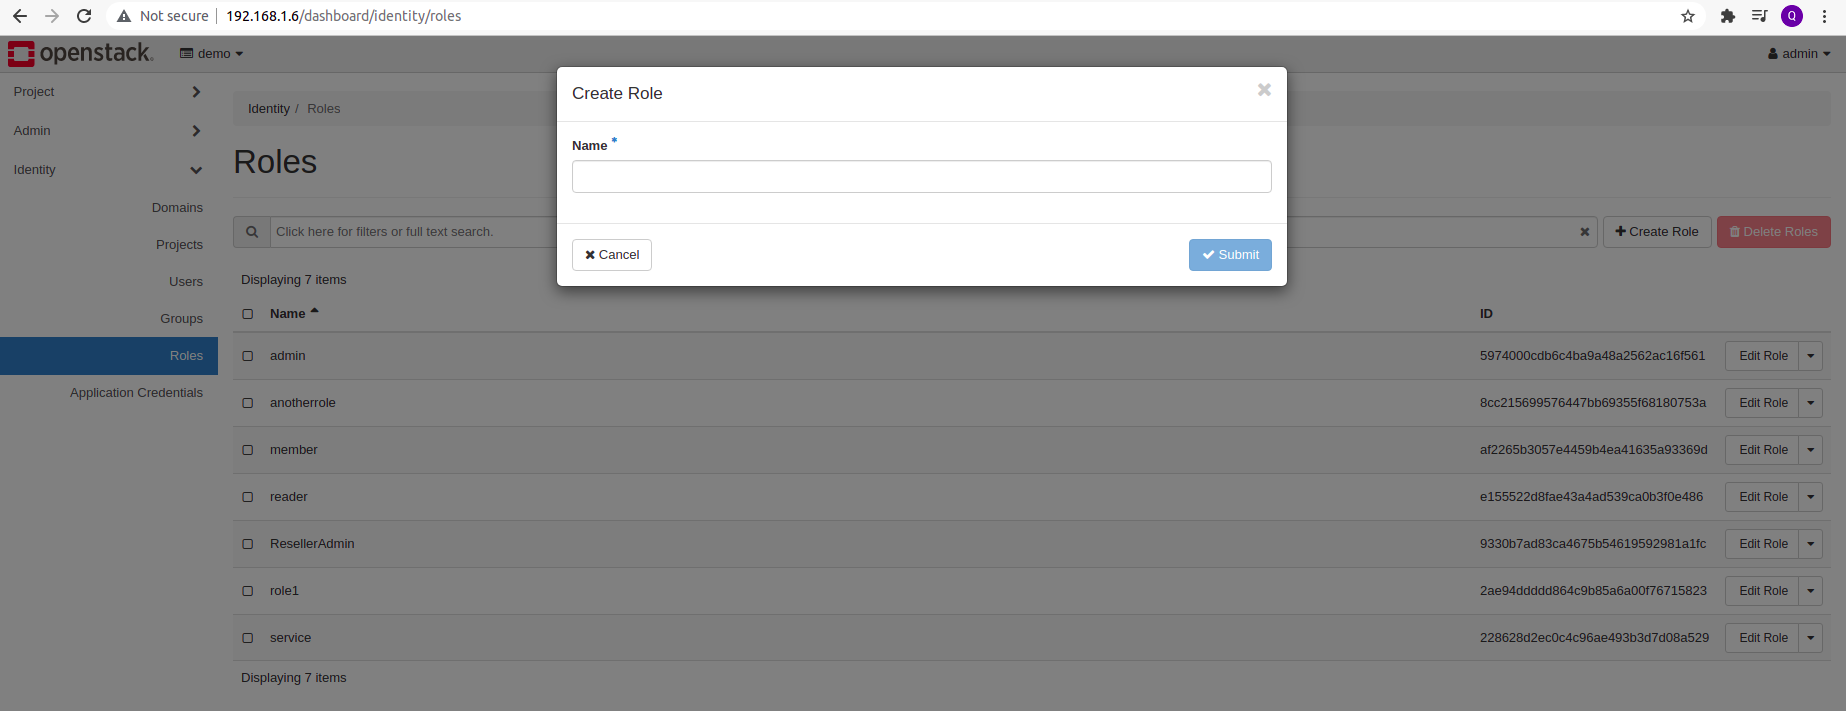 Not secure 192.168.1.6/dashboard/identity/roles Q
openstack. demo admin
Project
Admin
Identity
Domains
Projects
Users
Groups
Roles
Application Credentials
Identity / Roles
Roles
Click here for filters or full text search. Create Role Delete Roles
Displaying 7 items
Name ID
admin 5974000cdb6c4ba9a48a2562ac16f561 Edit Role
anotherrole 8cc215699576447bb69355f68180753a Edit Role
member af2265b3057e4459b4ea41635a93369d Edit Role
reader e155522d8fae43a4ad539ca0b3f0e486 Edit Role
ResellerAdmin 9330b7ad83ca4675b54619592981a1fc Edit Role
role1 2ae94ddddd864c9b85a6a00f76715823 Edit Role
service 228628d2ec0c4c96ae493b3d7d08a529 Edit Role
Displaying 7 items
Create Role
Name *
Cancel Submit